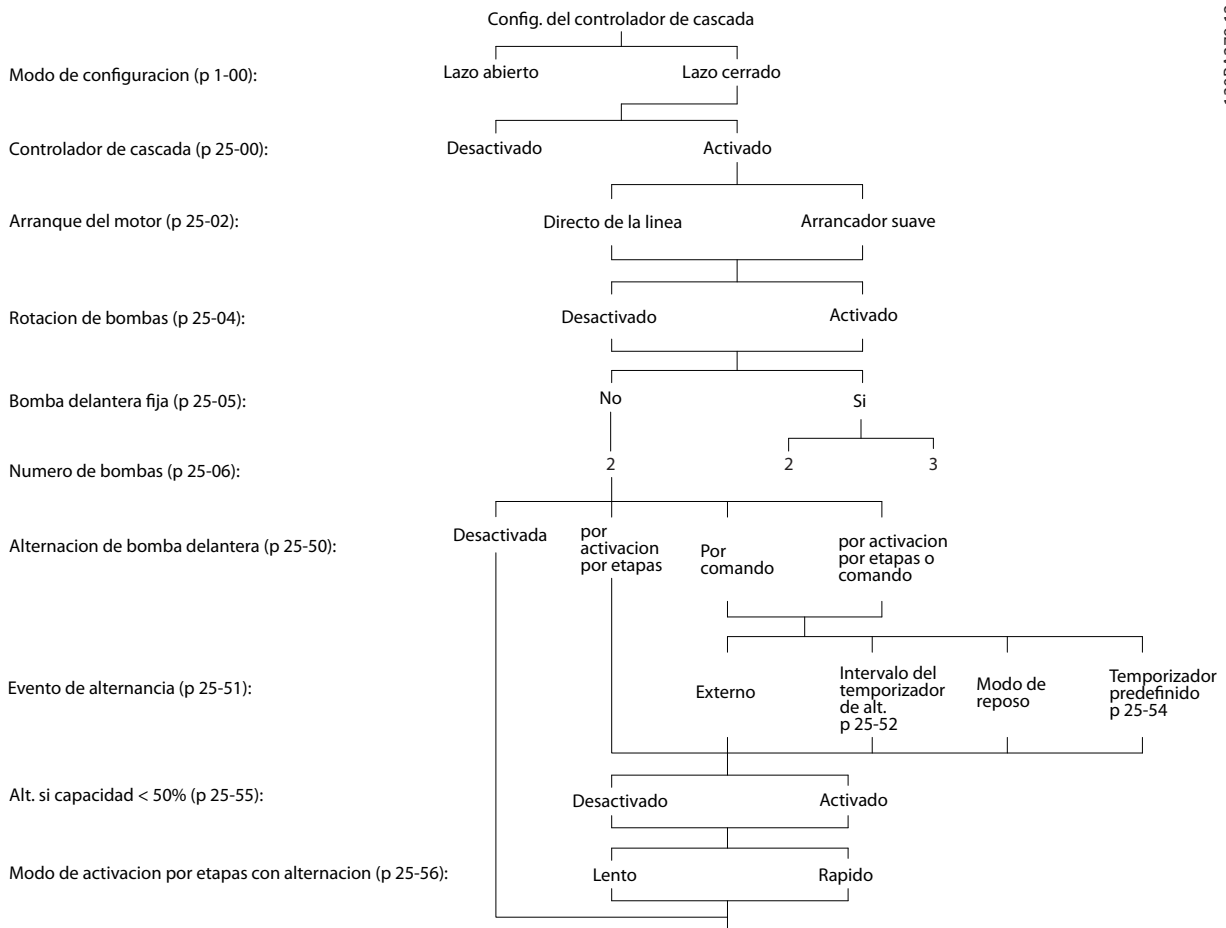 Config. del controlador de cascada
Modo de configuracion (p 1-00):
Lazo abierto
Lazo cerrado
Controlador de cascada (p 25-00):
Desactivado
Activado
Arranque del motor (p 25-02):
Directo de la linea
Arrancador suave
Rotacion de bombas (p 25-04):
Desactivado
Activado
Bomba delantera fija (p 25-05):
No
Si
Numero de bombas (p 25-06):
2
2
3
Alternacion de bomba delantera (p 25-50):
Desactivada
por
activacion
por etapas
Por
comando
por activacion
por etapas o
comando
Evento de alternancia (p 25-51):
Externo
Intervalo del
temporizador
de alt.
p 25-52
Modo de
reposo
Temporizador
predefinido
p 25-54
Alt. si capacidad < 50% (p 25-55):
Desactivado
Activado
Modo de activacion por etapas con alternacion (p 25-56):
Lento
Rapido